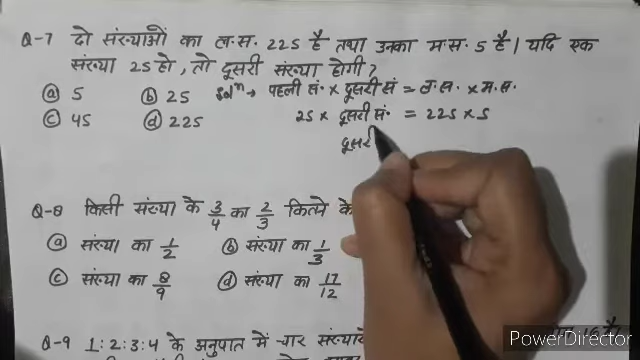 Q-7 दो संख्याओं का ल.स. 225 है तथा उनका म.स. 5 है। यदि एक
संख्या 25 हो, तो दूसरी संख्या होगी?
ⓐ 5 ⓑ 25 Solⁿ → पहली सं. × दूसरी सं = ल.स. × म.स.
ⓒ 45 ⓓ 225 25 × दूसरी सं. = 225 × 5
दूसरी
Q-8 किसी संख्या के 3/4 का 2/3 कितने के
ⓐ संख्या का 1/2 ⓑ संख्या का 1/3
ⓒ संख्या का 8/9 ⓓ संख्या का 17/12
Q-9 1:2:3:4 के अनुपात में चार संख्याओं
PowerDirector